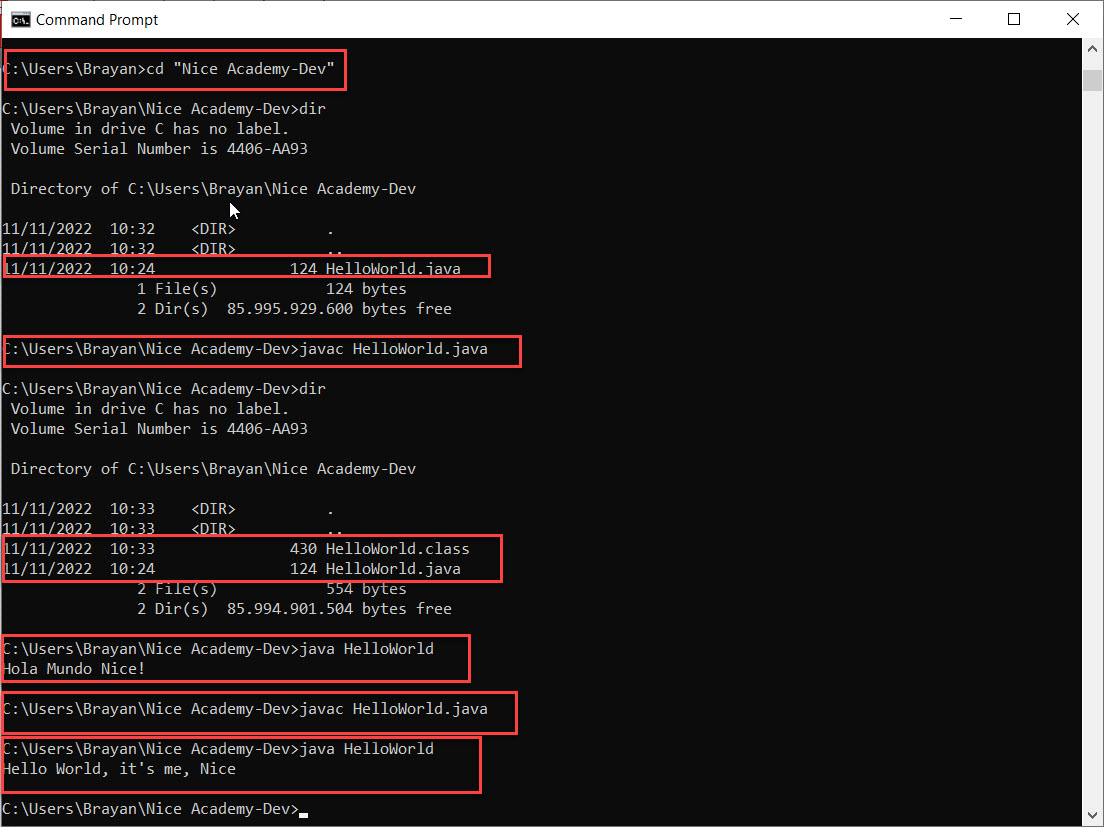 Command Prompt
C:\Users\Brayan>cd "Nice Academy-Dev"
C:\Users\Brayan\Nice Academy-Dev>dir
 Volume in drive C has no label.
 Volume Serial Number is 4406-AA93
 Directory of C:\Users\Brayan\Nice Academy-Dev
11/11/2022  10:32    <DIR>          .
11/11/2022  10:32    <DIR>          ..
11/11/2022  10:24               124 HelloWorld.java
               1 File(s)            124 bytes
               2 Dir(s)  85.995.929.600 bytes free
C:\Users\Brayan\Nice Academy-Dev>javac HelloWorld.java
C:\Users\Brayan\Nice Academy-Dev>dir
 Volume in drive C has no label.
 Volume Serial Number is 4406-AA93
 Directory of C:\Users\Brayan\Nice Academy-Dev
11/11/2022  10:33    <DIR>          .
11/11/2022  10:33    <DIR>          ..
11/11/2022  10:33               430 HelloWorld.class
11/11/2022  10:24               124 HelloWorld.java
               2 File(s)            554 bytes
               2 Dir(s)  85.994.901.504 bytes free
C:\Users\Brayan\Nice Academy-Dev>java HelloWorld
Hola Mundo Nice!
C:\Users\Brayan\Nice Academy-Dev>javac HelloWorld.java
C:\Users\Brayan\Nice Academy-Dev>java HelloWorld
Hello World, it's me, Nice
C:\Users\Brayan\Nice Academy-Dev>